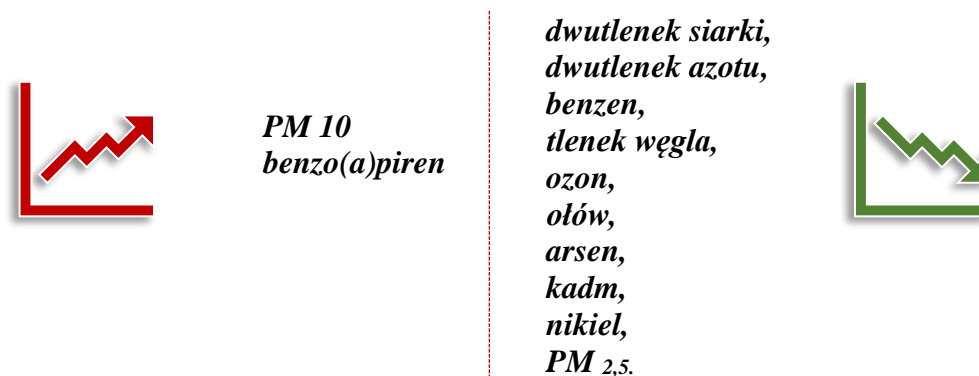 PM 10
benzo(a)piren
dwutlenek siarki,
dwutlenek azotu,
benzen,
tlenek węgla,
ozon,
ołów,
arsen,
kadm,
nikiel,
PM 2,5.